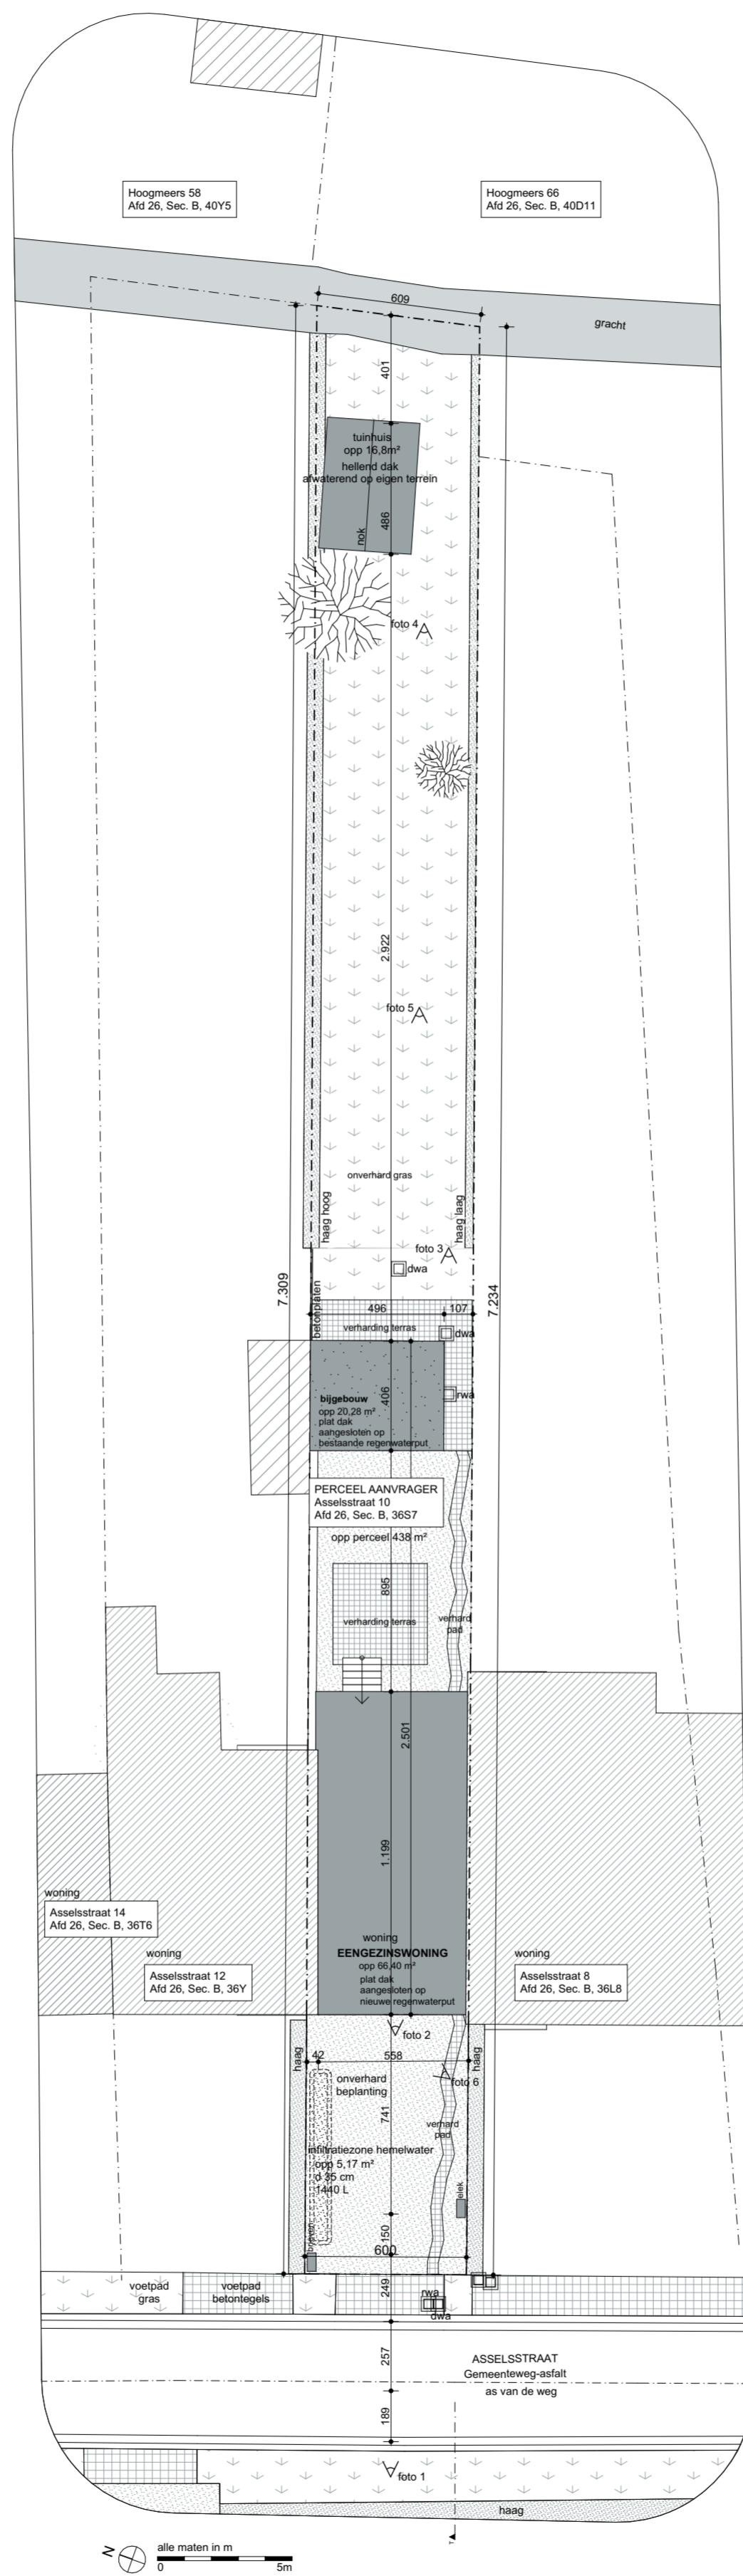 Hoogmeers 58
Afd 26, Sec. B, 40Y5
Hoogmeers 66
Afd 26, Sec. B, 40D11
609
gracht
401
tuinhuis
opp 16,8m²
hellend dak
afwaterend op eigen terrein
486
nok
foto 4
2.922
foto 5
onverhard gras
haag hoog
haag laag
foto 3
dwa
7.309
7.234
betonplaten
496
107
verharding terras
dwa
bijgebouw
opp 20,28 m²
plat dak
aangesloten op
bestaande regenwaterput
406
rwa
PERCEEL AANVRAGER
Asselsstraat 10
Afd 26, Sec. B, 36S7
opp perceel 438 m²
895
verharding terras
verhard
pad
2.501
1.199
woning
Asselsstraat 14
Afd 26, Sec. B, 36T6
woning
Asselsstraat 12
Afd 26, Sec. B, 36Y
woning
EENGEZINSWONING
opp 66,40 m²
plat dak
aangesloten op
nieuwe regenwaterput
woning
Asselsstraat 8
Afd 26, Sec. B, 36L8
foto 2
haag
42
558
haag
onverhard
beplanting
foto 6
741
verhard
pad
infiltratiezone hemelwater
opp 5,17 m²
d 35 cm
1440 L
elek.
150
600
249
voetpad
gras
voetpad
betontegels
rwa
dwa
257
ASSELSSTRAAT
Gemeenteweg-asfalt
as van de weg
189
foto 1
haag
N
alle maten in m
0
5m